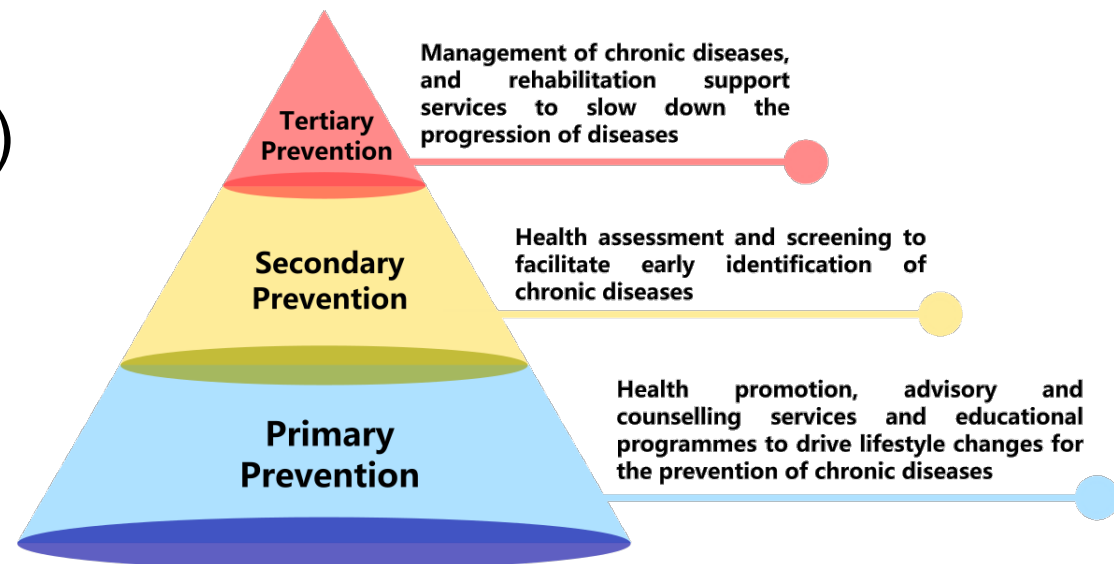 Management of chronic diseases,
and rehabilitation support
services to slow down the
progression of diseases
Tertiary
Prevention
Health assessment and screening to
facilitate early identification of
chronic diseases
Secondary
Prevention
Health promotion, advisory and
counselling services and educational
programmes to drive lifestyle changes for
the prevention of chronic diseases
Primary
Prevention
)